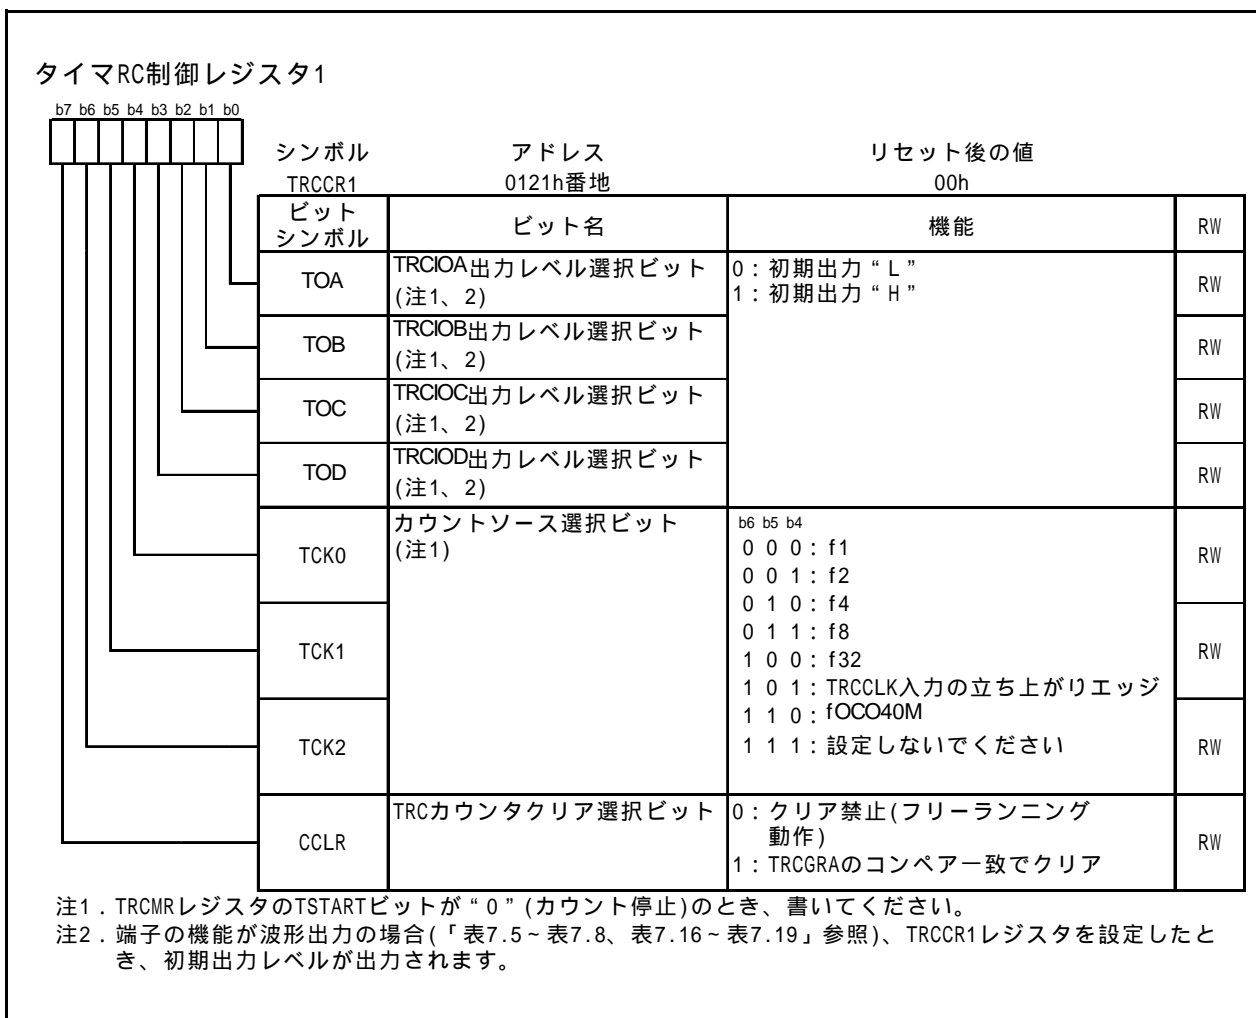 タイマRC制御レジスタ1
b7 b6 b5 b4 b3 b2 b1 b0
シンボル アドレス リセット後の値
TRCCR1 0121h番地 00h
ビット
シンボル ビット名 機能 RW
TOA TRCIOA出力レベル選択ビット
(注1、2) 0：初期出力“L”
1：初期出力“H” RW
TOB TRCIOB出力レベル選択ビット
(注1、2) RW
TOC TRCIOC出力レベル選択ビット
(注1、2) RW
TOD TRCIOD出力レベル選択ビット
(注1、2) RW
TCK0 カウントソース選択ビット
(注1) RW
b6 b5 b4
0 0 0：f1
0 0 1：f2
0 1 0：f4
0 1 1：f8
1 0 0：f32
1 0 1：TRCCLK入力の立ち上がりエッジ
1 1 0：fOCO40M
1 1 1：設定しないでください
TCK1 RW
TCK2 RW
CCLR TRCカウンタクリア選択ビット RW
0：クリア禁止(フリーランニング
動作)
1：TRCGRAのコンペア一致でクリア
注1．TRCMRレジスタのTSTARTビットが“0”(カウント停止)のとき、書いてください。
注2．端子の機能が波形出力の場合(「表7.5～表7.8、表7.16～表7.19」参照)、TRCCR1レジスタを設定したと
き、初期出力レベルが出力されます。